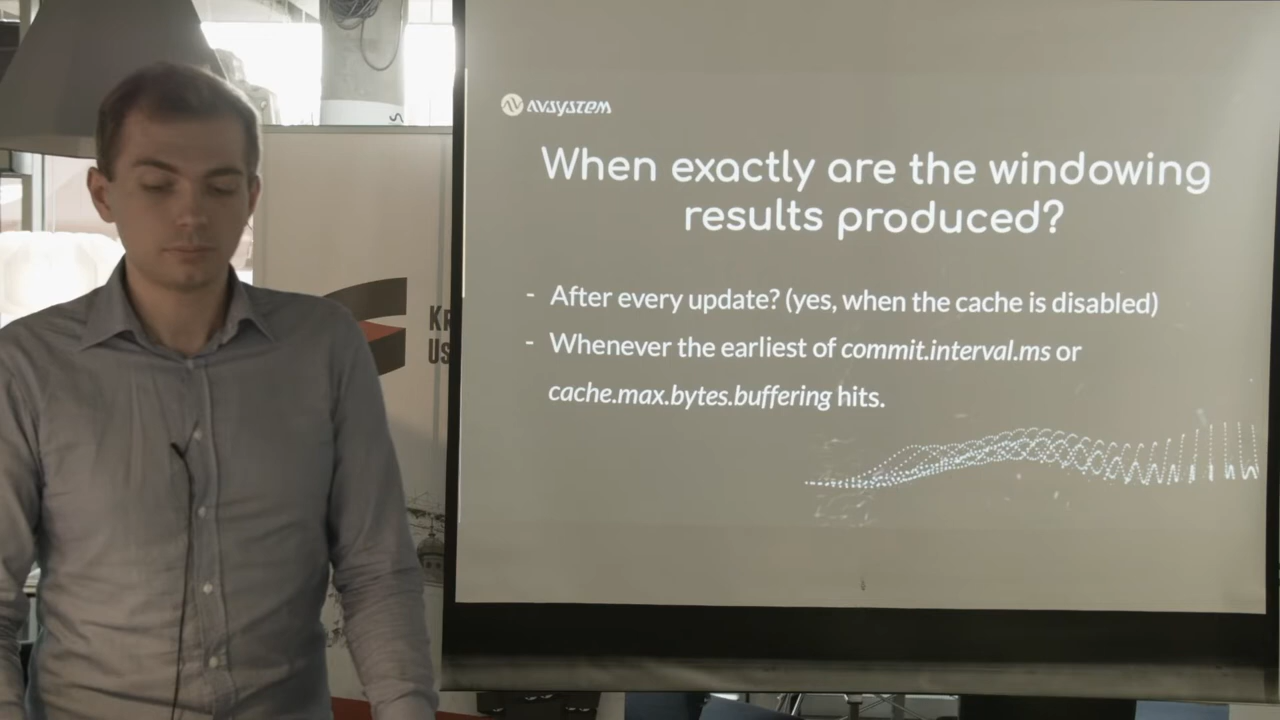 AVSYSTEM
When exactly are the windowing
results produced?
- After every update? (yes, when the cache is disabled)
- Whenever the earliest of commit.interval.ms or
cache.max.bytes.buffering hits.